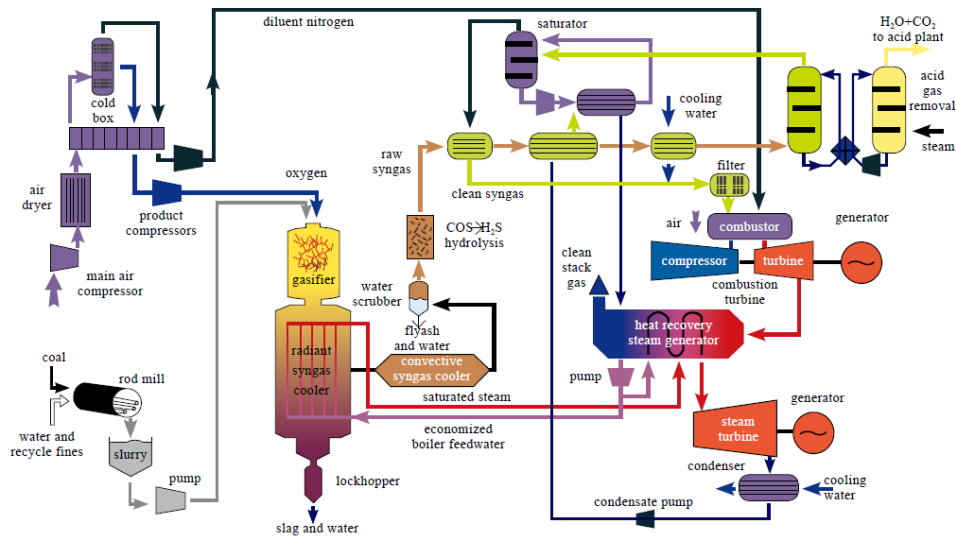 diluent nitrogen
saturator
H₂O+CO₂
to acid plant
cold
box
cooling
water
acid
gas
removal
steam
raw
syngas
filter
oxygen
clean syngas
air
dryer
product
compressors
COS→H₂S
hydrolysis
air
combustor
generator
main air
compressor
gasifier
clean
stack
gas
compressor
turbine
combustion
turbine
water
scrubber
flyash
and water
heat recovery
steam generator
radiant
syngas
cooler
convective
syngas cooler
pump
saturated steam
coal
rod mill
economized
boiler feedwater
generator
water and
recycle fines
slurry
steam
turbine
pump
lockhopper
condenser
cooling
water
condensate pump
slag and water